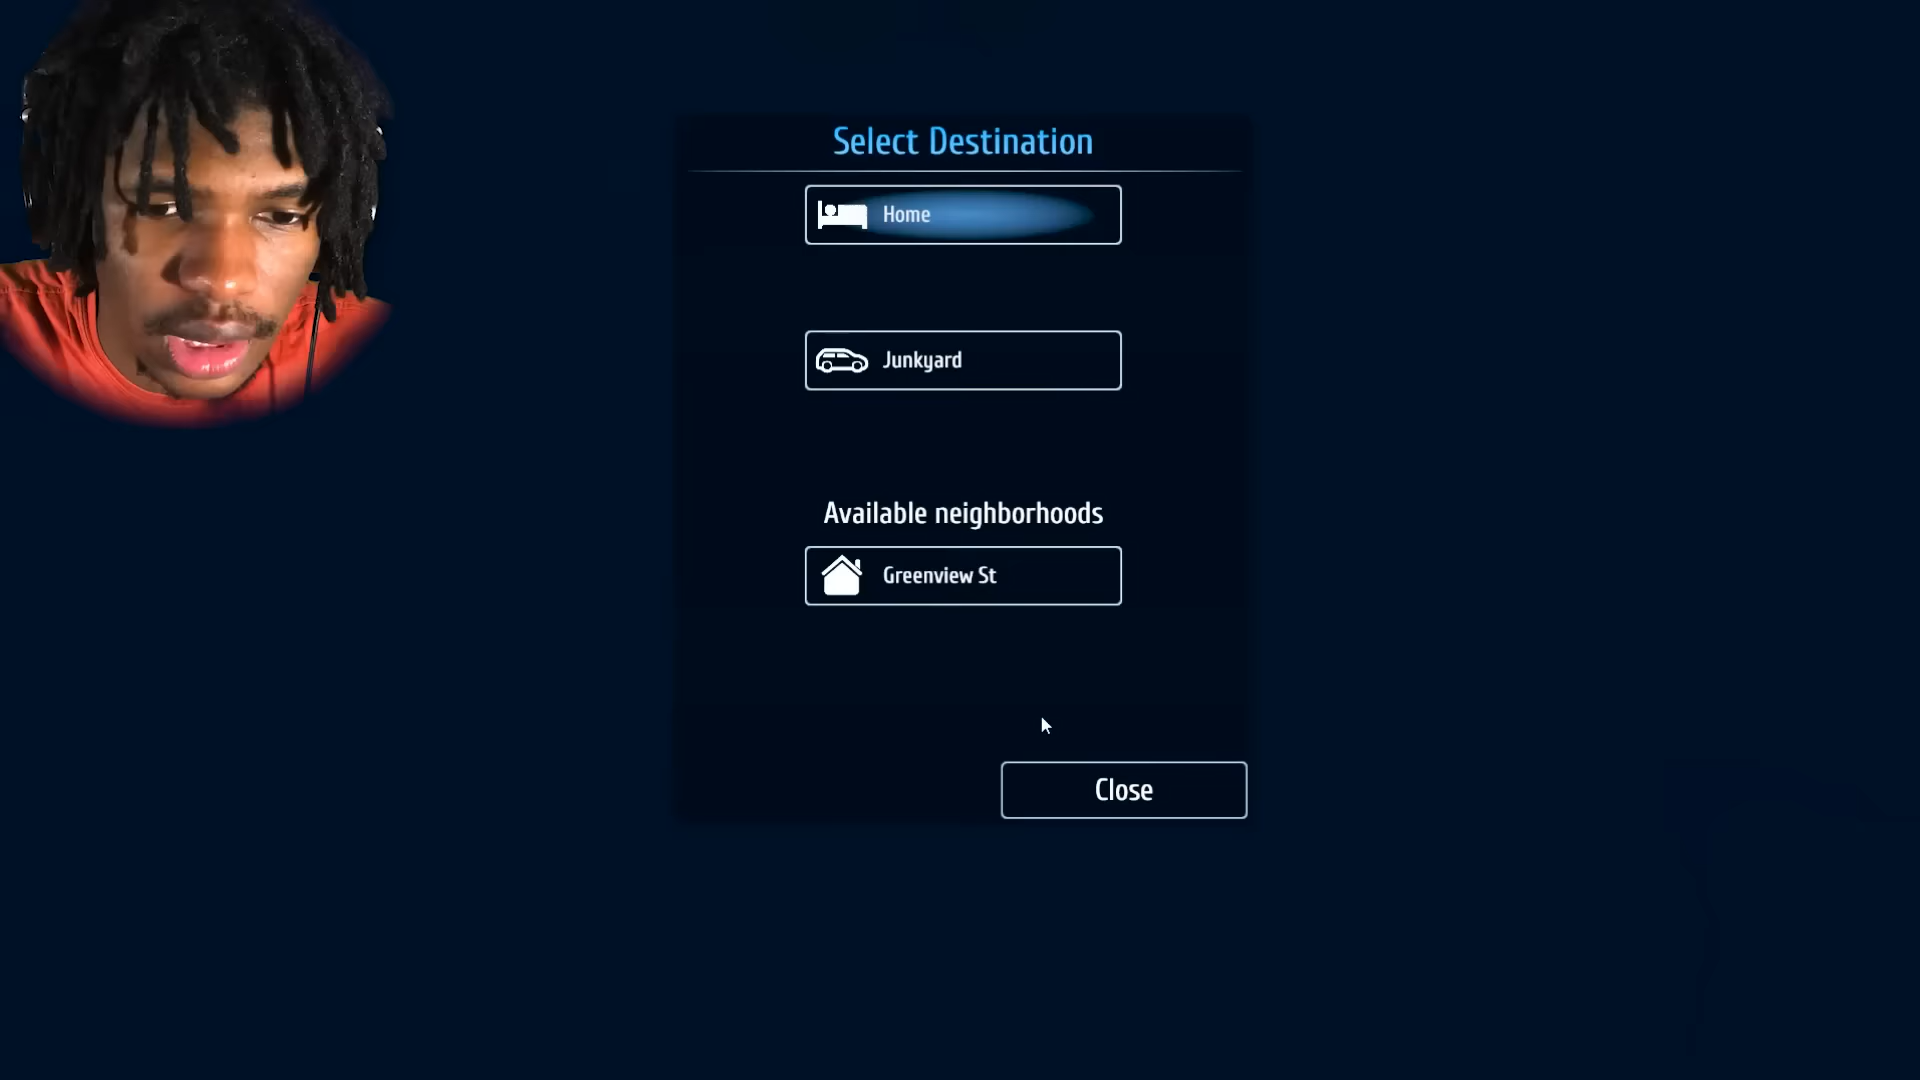 Select Destination
Home
Junkyard
Available neighborhoods
Greenview St
Close